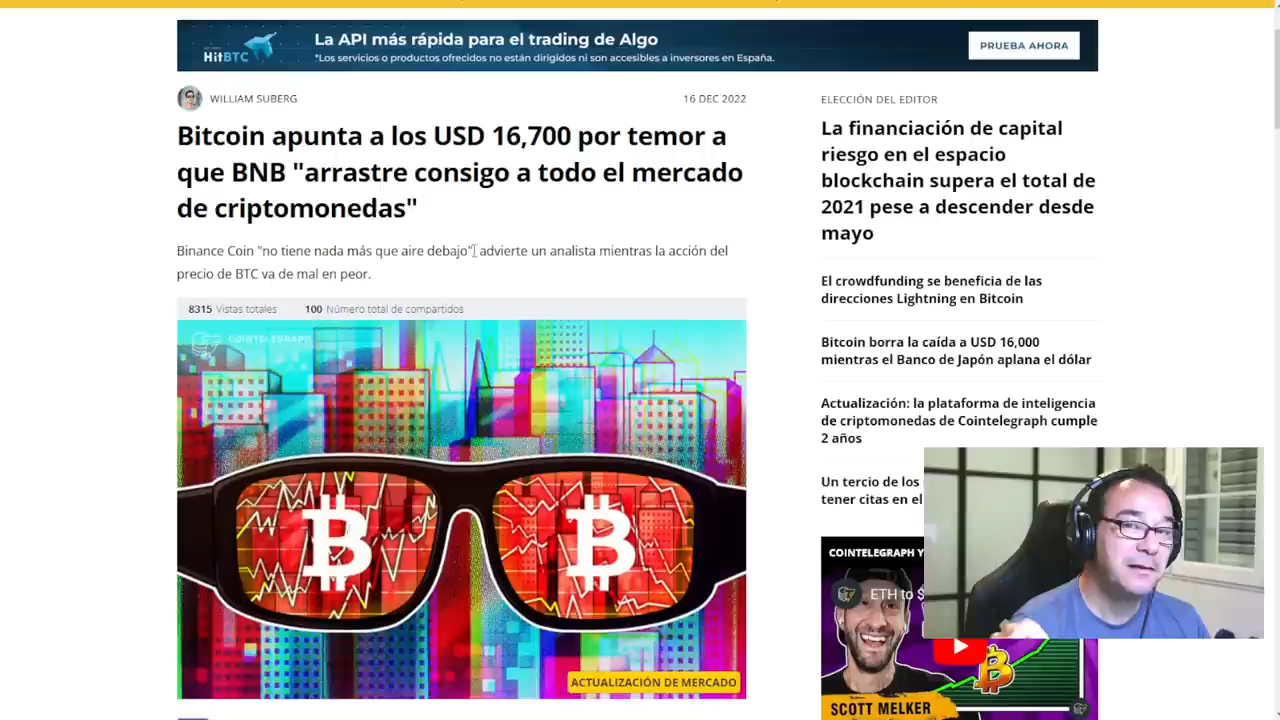 HitBTC
La API más rápida para el trading de Algo
*Los servicios o productos ofrecidos no están dirigidos ni son accesibles a inversores en España.
PRUEBA AHORA
WILLIAM SUBERG
16 DEC 2022
Bitcoin apunta a los USD 16,700 por temor a
que BNB "arrastre consigo a todo el mercado
de criptomonedas"
Binance Coin "no tiene nada más que aire debajo", advierte un analista mientras la acción del
precio de BTC va de mal en peor.
8315 Vistas totales
100 Número total de compartidos
COINTELEGRAPH
ACTUALIZACIÓN DE MERCADO
ELECCIÓN DEL EDITOR
La financiación de capital
riesgo en el espacio
blockchain supera el total de
2021 pese a descender desde
mayo
El crowdfunding se beneficia de las
direcciones Lightning en Bitcoin
Bitcoin borra la caída a USD 16,000
mientras el Banco de Japón aplana el dólar
Actualización: la plataforma de inteligencia
de criptomonedas de Cointelegraph cumple
2 años
Un tercio de los
tener citas en el
COINTELEGRAPH Y
ETH to $
SCOTT MELKER